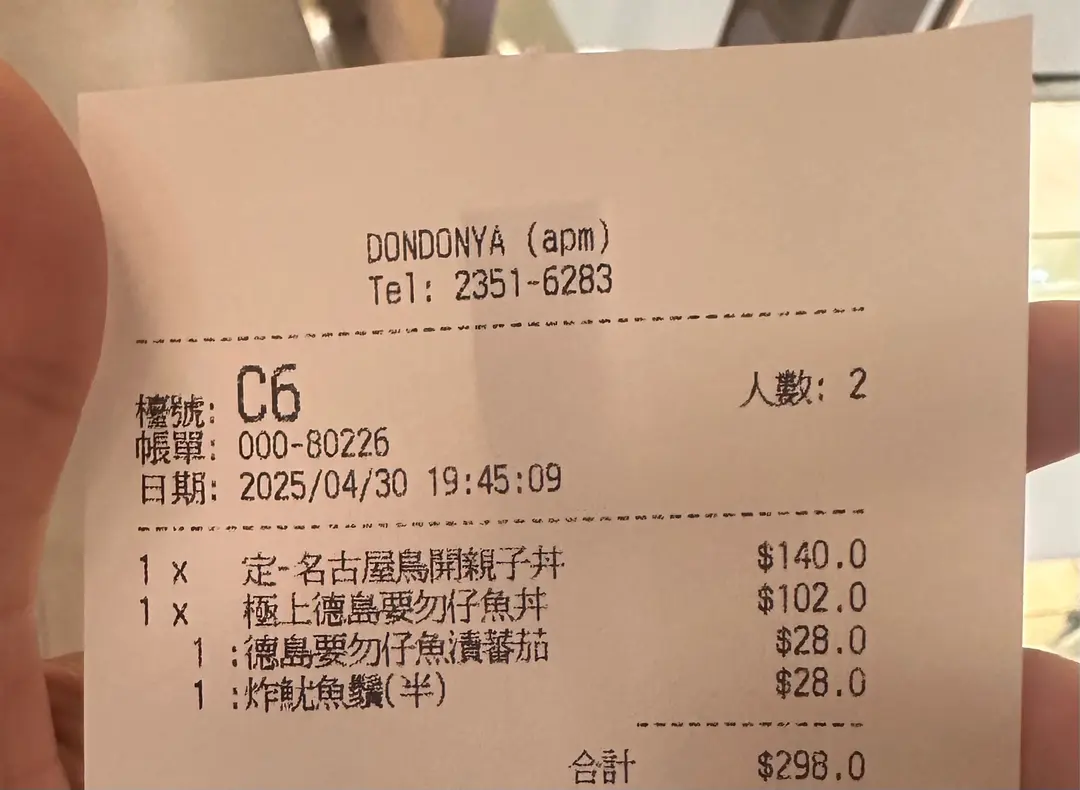 DONDONYA (apm)
Tel: 2351-6283
檯號: C6 人數: 2
帳單: 000-80226
日期: 2025/04/30 19:45:09
1 x 定-名古屋鳥開親子丼 $140.0
1 x 極上德島要勿仔魚丼 $102.0
1 :德島要勿仔魚漬蕃茄 $28.0
1 :炸魷魚鬚(半) $28.0
合計 $298.0